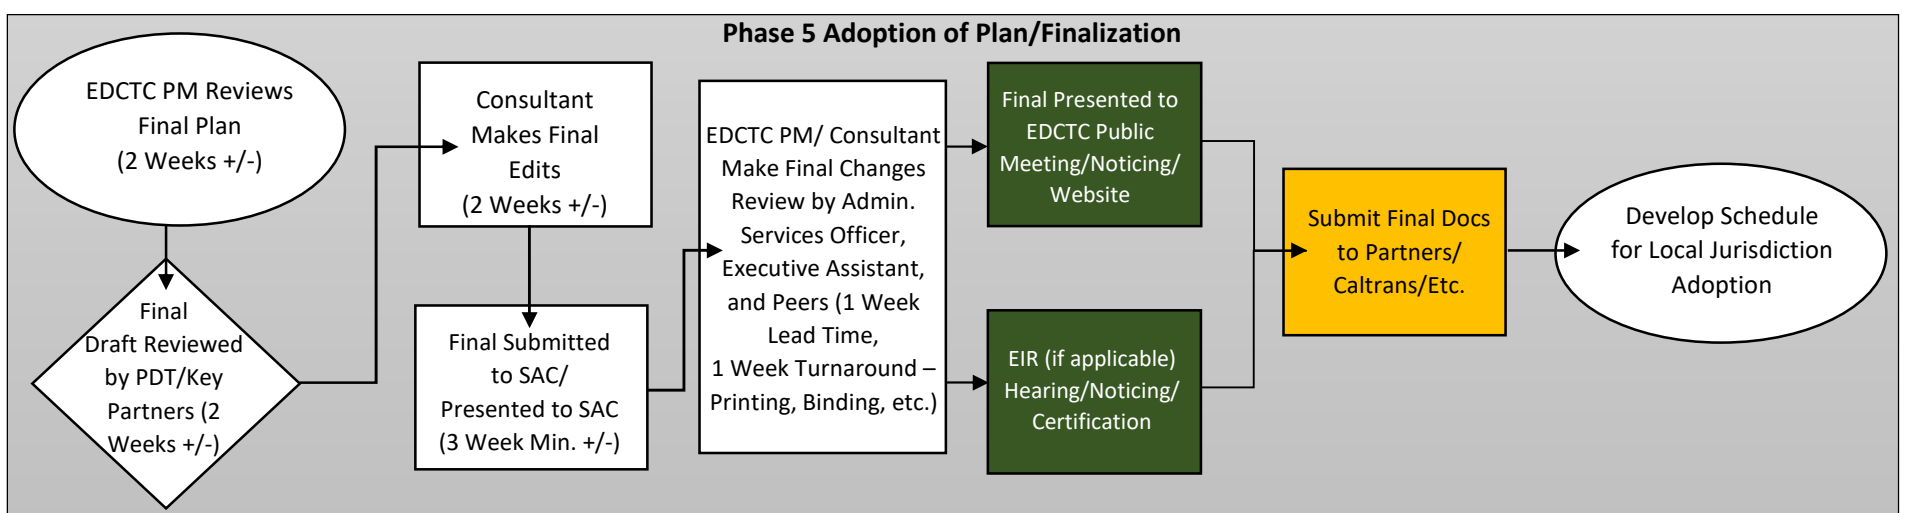 Phase 5 Adoption of Plan/Finalization
EDCTC PM Reviews
Final Plan
(2 Weeks +/-)
Final
Draft Reviewed
by PDT/Key
Partners (2
Weeks +/-)
Consultant
Makes Final
Edits
(2 Weeks +/-)
Final Submitted
to SAC/
Presented to SAC
(3 Week Min. +/-)
EDCTC PM/ Consultant
Make Final Changes
Review by Admin.
Services Officer,
Executive Assistant,
and Peers (1 Week
Lead Time,
1 Week Turnaround –
Printing, Binding, etc.)
Final Presented to
EDCTC Public
Meeting/Noticing/
Website
EIR (if applicable)
Hearing/Noticing/
Certification
Submit Final Docs
to Partners/
Caltrans/Etc.
Develop Schedule
for Local Jurisdiction
Adoption